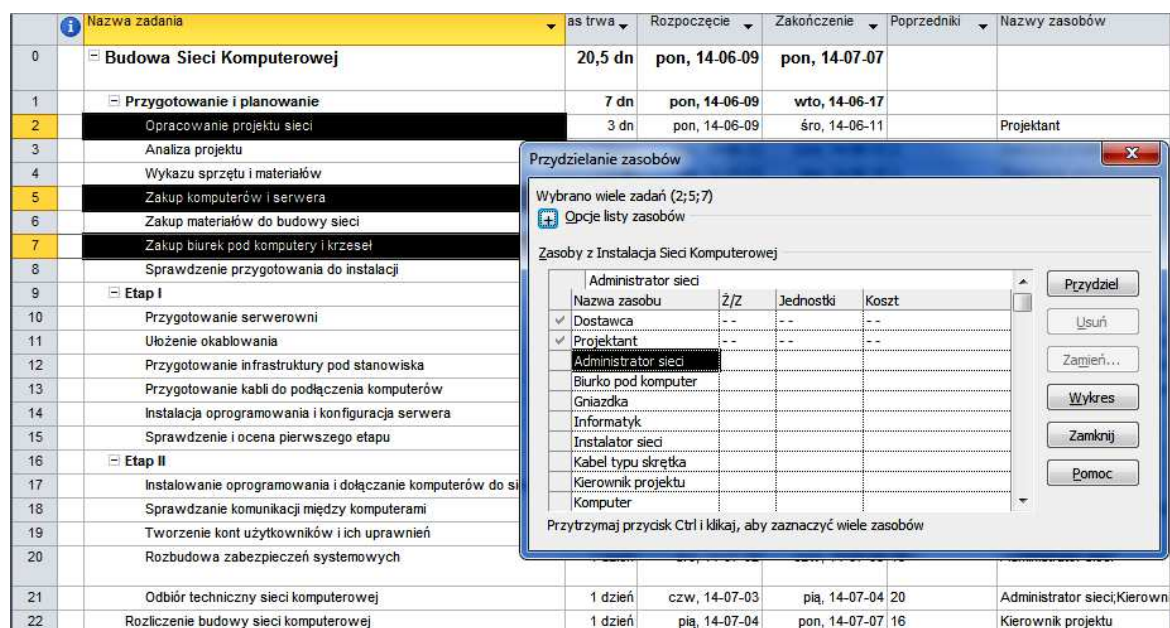 Nazwa zadania as trwa Rozpoczęcie Zakończenie Poprzedniki Nazwy zasobów
0 Budowa Sieci Komputerowej 20,5 dn pon, 14-06-09 pon, 14-07-07
1 Przygotowanie i planowanie 7 dn pon, 14-06-09 wto, 14-06-17
2 Opracowanie projektu sieci 3 dn pon, 14-06-09 śro, 14-06-11 Projektant
3 Analiza projektu
4 Wykazu sprzętu i materiałów
5 Zakup komputerów i serwera
6 Zakup materiałów do budowy sieci
7 Zakup biurek pod komputery i krzeseł
8 Sprawdzenie przygotowania do instalacji
9 Etap I
10 Przygotowanie serwerowni
11 Ułożenie okablowania
12 Przygotowanie infrastruktury pod stanowiska
13 Przygotowanie kabli do podłączenia komputerów
14 Instalacja oprogramowania i konfiguracja serwera
15 Sprawdzenie i ocena pierwszego etapu
16 Etap II
17 Instalowanie oprogramowania i dołączanie komputerów do si
18 Sprawdzanie komunikacji między komputerami
19 Tworzenie kont użytkowników i ich uprawnień
20 Rozbudowa zabezpieczeń systemowych
21 Odbiór techniczny sieci komputerowej 1 dzień czw, 14-07-03 pią, 14-07-04 20 Administrator sieci;Kierown
22 Rozliczenie budowy sieci komputerowej 1 dzień pią, 14-07-04 pon, 14-07-07 16 Kierownik projektu
Przydzielanie zasobów
Wybrano wiele zadań (2;5;7)
Opcje listy zasobów
Zasoby z Instalacja Sieci Komputerowej
Administrator sieci
Nazwa zasobu Ż/Z Jednostki Koszt
Dostawca - - - - - -
Projektant - - - - - -
Administrator sieci
Biurko pod komputer
Gniazdka
Informatyk
Instalator sieci
Kabel typu skrętka
Kierownik projektu
Komputer
Przydziel
Usuń
Zamień...
Wykres
Zamknij
Pomoc
Przytrzymaj przycisk Ctrl i klikaj, aby zaznaczyć wiele zasobów